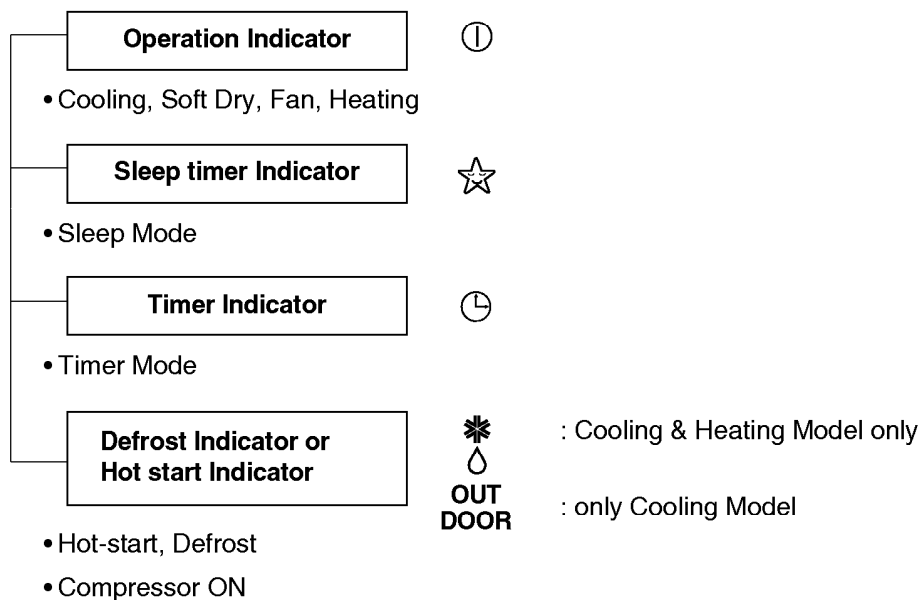 Operation Indicator
• Cooling, Soft Dry, Fan, Heating
Sleep timer Indicator
• Sleep Mode
Timer Indicator
• Timer Mode
Defrost Indicator or
Hot start Indicator
: Cooling & Heating Model only
OUT
DOOR
: only Cooling Model
• Hot-start, Defrost
• Compressor ON